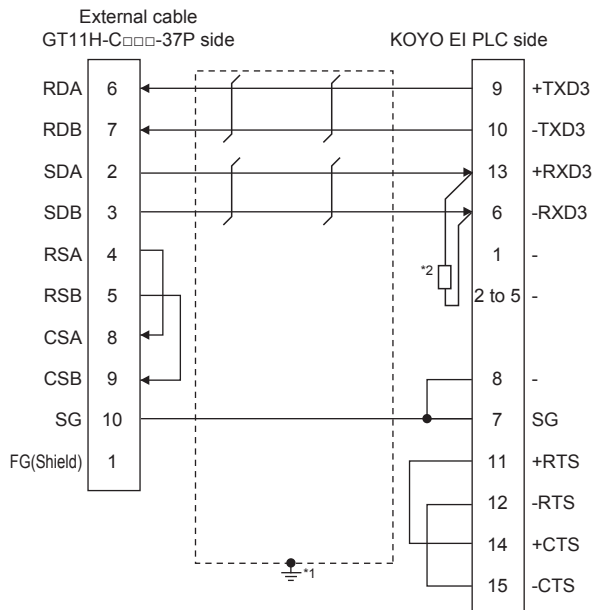 External cable
GT11H-C□□□-37P side
KOYO EI PLC side
RDA 6 9 +TXD3
RDB 7 10 -TXD3
SDA 2 13 +RXD3
SDB 3 6 -RXD3
RSA 4 1 -
*2
RSB 5 2 to 5 -
CSA 8
CSB 9 8 -
SG 10 7 SG
FG(Shield) 1 11 +RTS
12 -RTS
14 +CTS
*1
15 -CTS